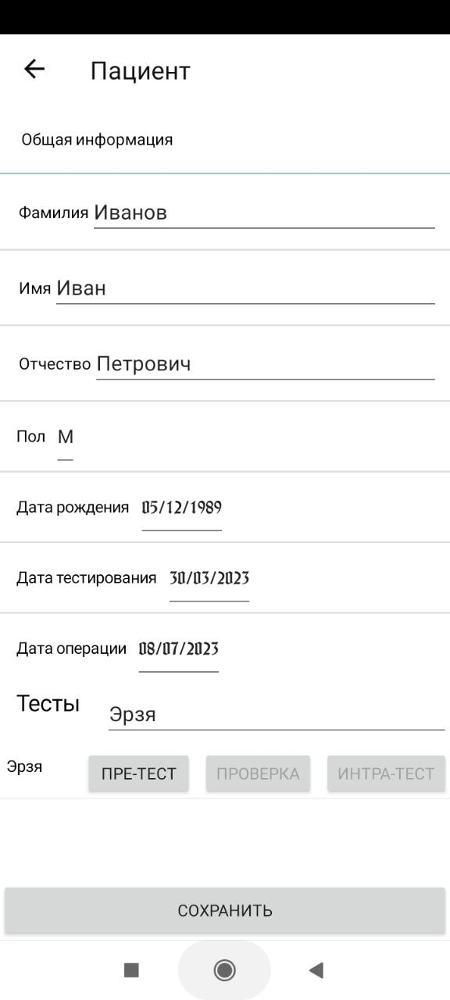 Пациент
Общая информация
Фамилия Иванов
Имя Иван
Отчество Петрович
Пол М
Дата рождения 05/12/1989
Дата тестирования 30/03/2023
Дата операции 08/07/2023
Тесты Эрзя
Эрзя ПРЕ-ТЕСТ ПРОВЕРКА ИНТРА-ТЕСТ
СОХРАНИТЬ